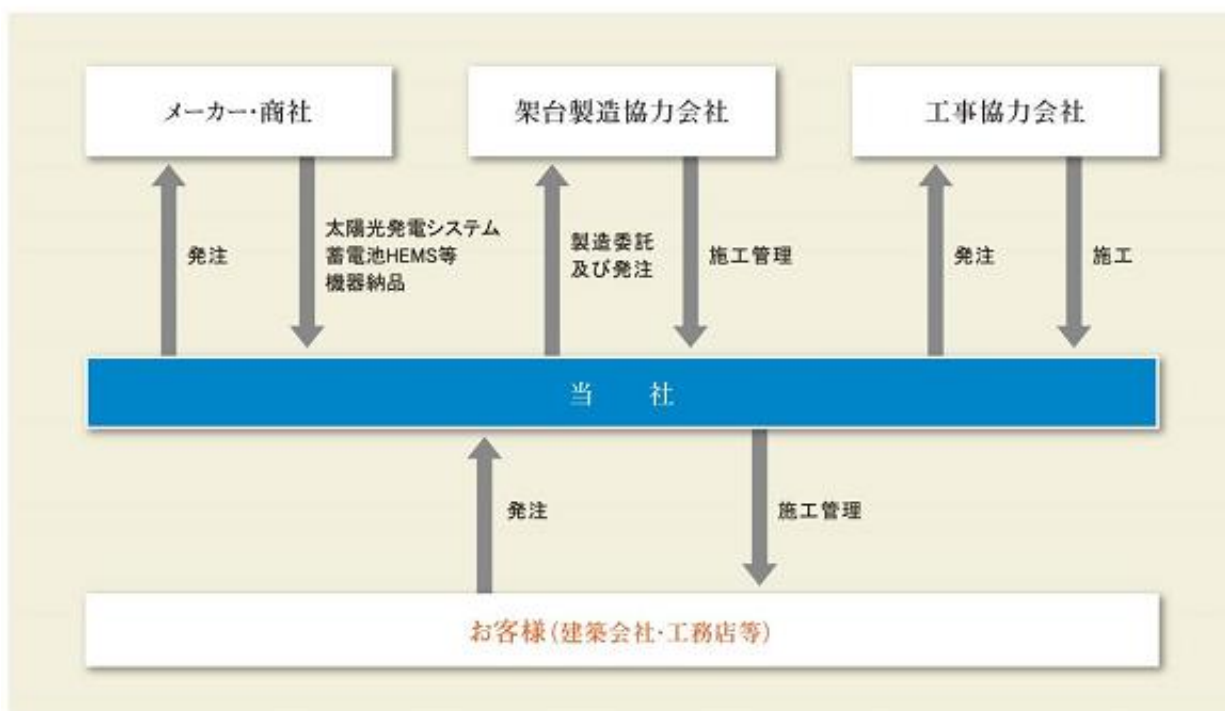 メーカー・商社
架台製造協力会社
工事協力会社
発注
太陽光発電システム
蓄電池HEMS等
機器納品
製造委託
及び発注
施工管理
発注
施工
当　社
発注
施工管理
お客様（建築会社・工務店等）